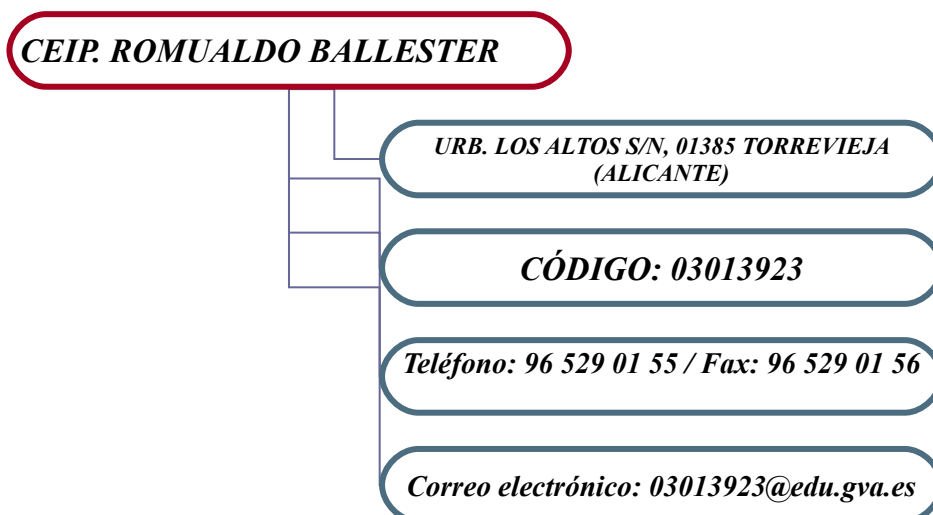 CEIP. ROMUALDO BALLESTER
URB. LOS ALTOS S/N, 01385 TORREVIEJA
(ALICANTE)
CÓDIGO: 03013923
Teléfono: 96 529 01 55 / Fax: 96 529 01 56
Correo electrónico: 03013923@edu.gva.es